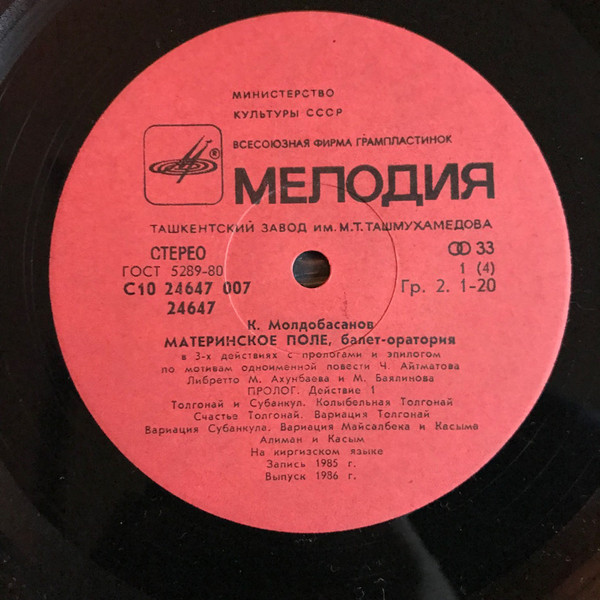 МИНИСТЕРСТВО
КУЛЬТУРЫ СССР
ВСЕСОЮЗНАЯ ФИРМА ГРАМПЛАСТИНОК
®
МЕЛОДИЯ
ТАШКЕНТСКИЙ ЗАВОД ИМ. М.Т. ТАШМУХАМЕДОВА
СТЕРЕО
ГОСТ 5289-80
С10 24647 007
24647
33
1 (4)
Гр. 2. 1-20
К. Молдобасанов
МАТЕРИНСКОЕ ПОЛЕ, балет-оратория
в 3-х действиях с прологами и эпилогом
по мотивам одноименной повести Ч. Айтматова
Либретто М. Ахунбаева и М. Баялинова
ПРОЛОГ. Действие 1
Толгонай и Субанкул. Колыбельная Толгонай
Счастье Толгонай. Вариация Толгонай
Вариация Субанкула. Вариация Майсалбека и Касыма
Алиман и Касым
На киргизском языке
Запись 1985 г.
Выпуск 1986 г.